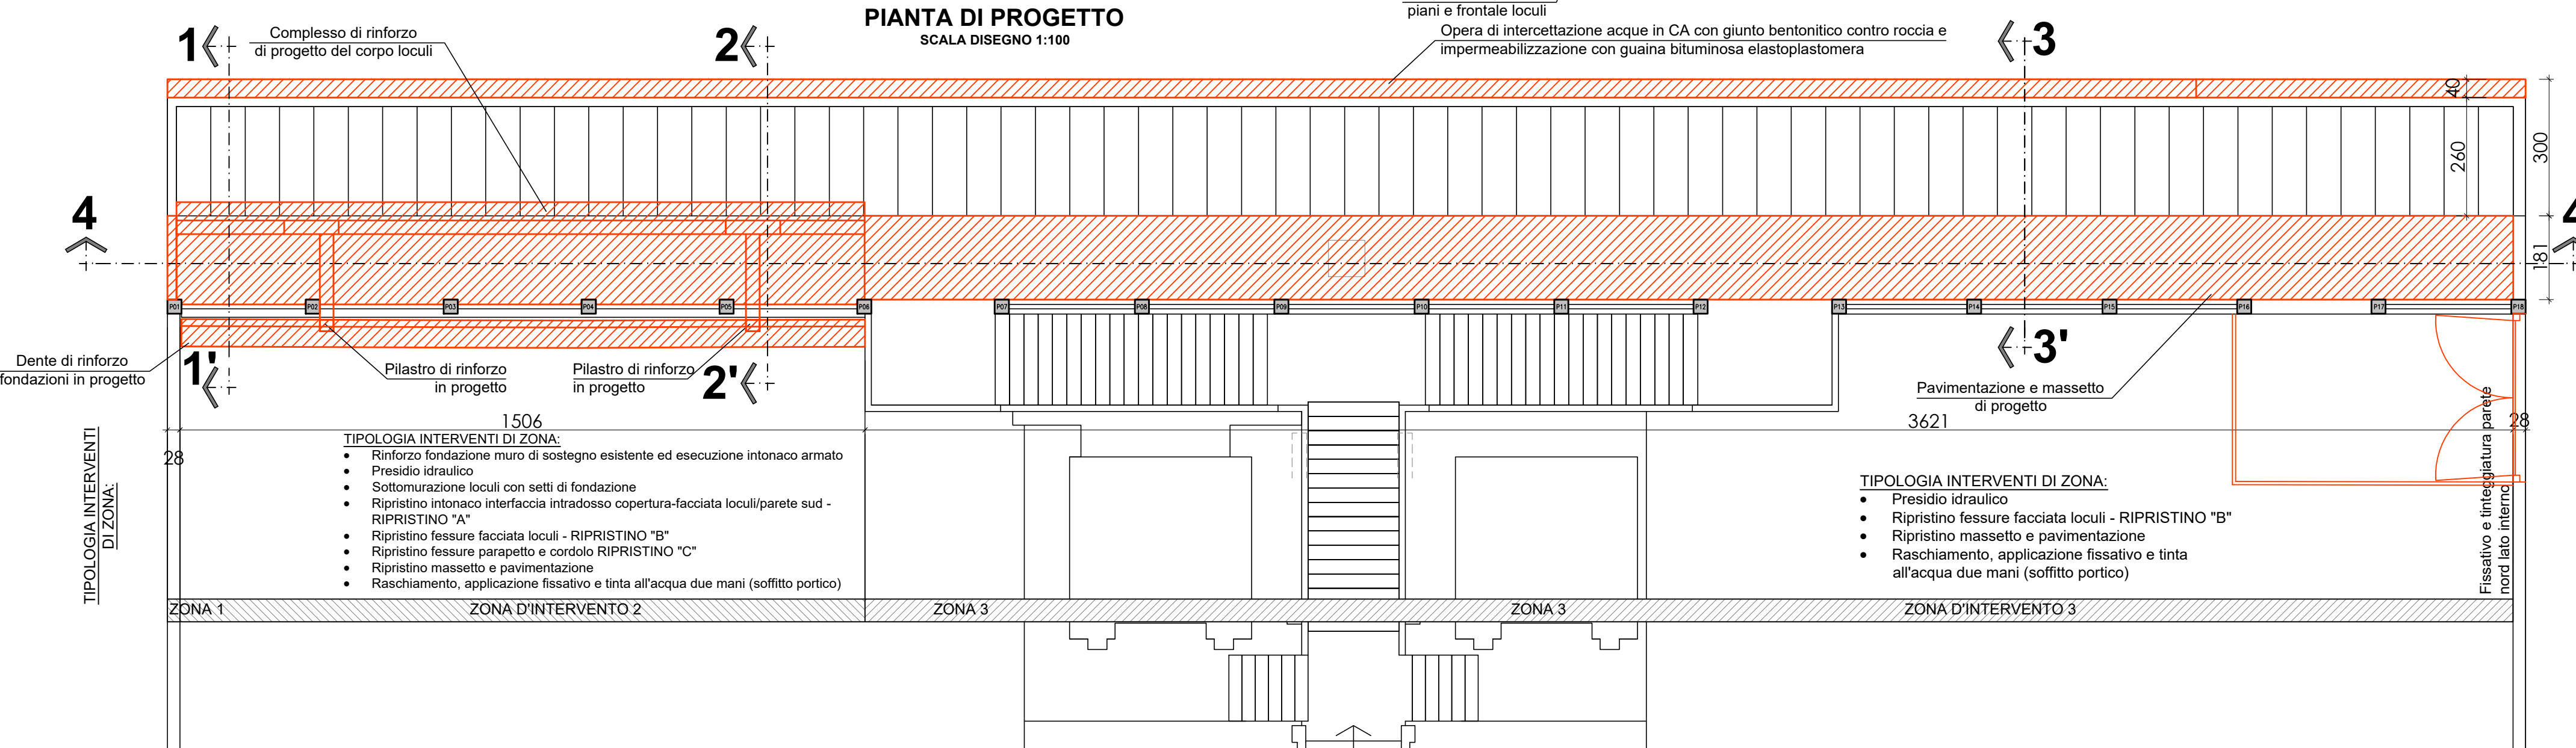 PIANTA DI PROGETTO
SCALA DISEGNO 1:100
piani e frontale loculi
Opera di intercettazione acque in CA con giunto bentonitico contro roccia e
impermeabilizzazione con guaina bituminosa elastoplastomera
Complesso di rinforzo
di progetto del corpo loculi
1
2
3
40
260
300
181
4
4
P01
P02
P03
P04
P05
P06
P07
P08
P09
P10
P11
P12
P13
P14
P15
P16
P17
P18
Dente di rinforzo
fondazioni in progetto
1'
Pilastro di rinforzo
in progetto
Pilastro di rinforzo
in progetto
2'
3'
Pavimentazione e massetto
di progetto
1506
3621
28
28
TIPOLOGIA INTERVENTI
DI ZONA:
TIPOLOGIA INTERVENTI DI ZONA:
• Rinforzo fondazione muro di sostegno esistente ed esecuzione intonaco armato
• Presidio idraulico
• Sottomurazione loculi con setti di fondazione
• Ripristino intonaco interfaccia intradosso copertura-facciata loculi/parete sud -
RIPRISTINO "A"
• Ripristino fessure facciata loculi - RIPRISTINO "B"
• Ripristino fessure parapetto e cordolo RIPRISTINO "C"
• Ripristino massetto e pavimentazione
• Raschiamento, applicazione fissativo e tinta all'acqua due mani (soffitto portico)
TIPOLOGIA INTERVENTI DI ZONA:
• Presidio idraulico
• Ripristino fessure facciata loculi - RIPRISTINO "B"
• Ripristino massetto e pavimentazione
• Raschiamento, applicazione fissativo e tinta
all'acqua due mani (soffitto portico)
Fissativo e tinteggiatura parete
nord lato interno
ZONA 1
ZONA D'INTERVENTO 2
ZONA 3
ZONA 3
ZONA D'INTERVENTO 3